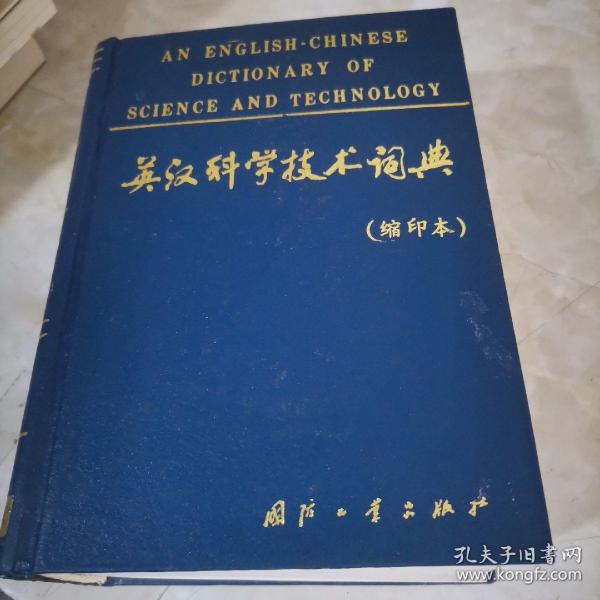 AN ENGLISH-CHINESE
DICTIONARY OF
SCIENCE AND TECHNOLOGY
英汉科学技术词典
(缩印本)
国防工业出版社
孔夫子旧书网
www.kongfz.com